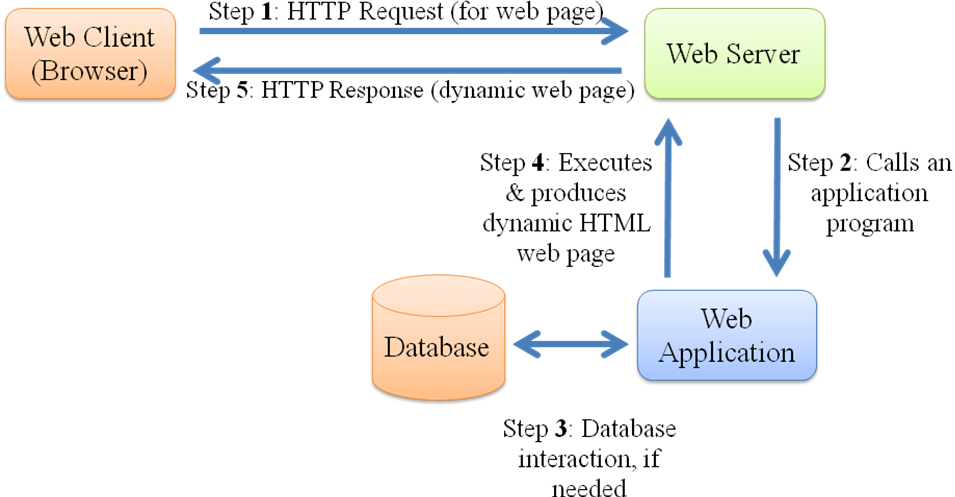 Step 1: HTTP Request (for web page)
Web Client
(Browser)
Web Server
Step 5: HTTP Response (dynamic web page)
Step 4: Executes
& produces
dynamic HTML
web page
Step 2: Calls an
application
program
Database
Web
Application
Step 3: Database
interaction, if
needed